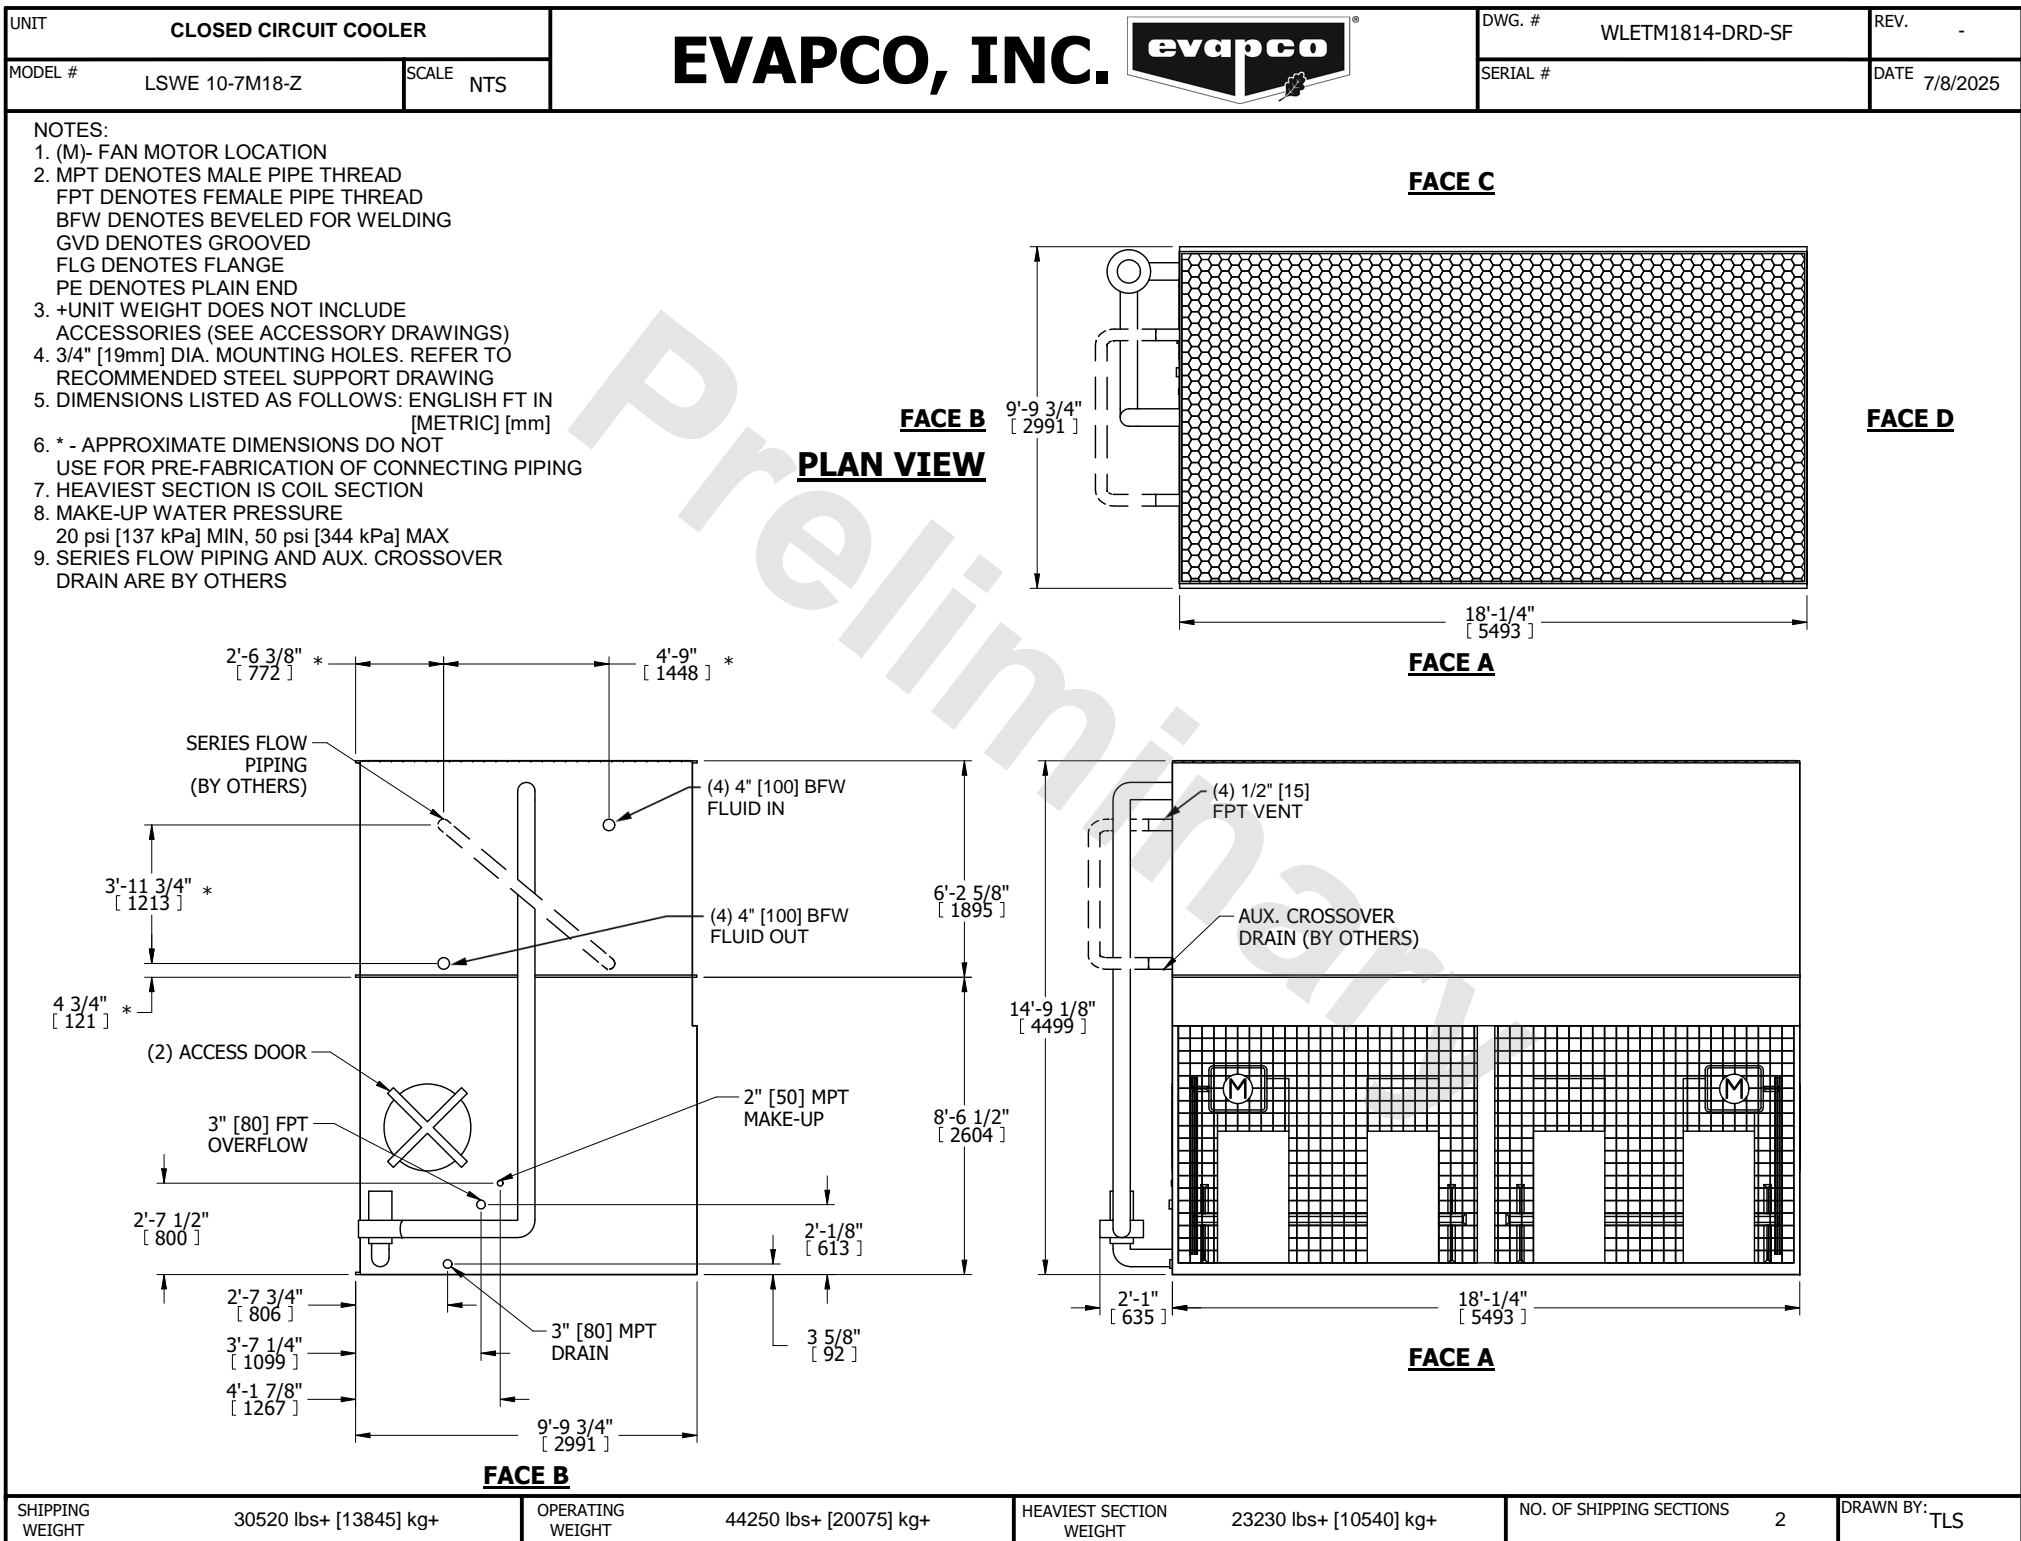 UNIT
CLOSED CIRCUIT COOLER
MODEL #
LSWE 10-7M18-Z
SCALE
NTS
EVAPCO, INC.
evapco
®
DWG. #
WLETM1814-DRD-SF
REV.
-
SERIAL #
DATE
7/8/2025
NOTES:
1. (M)- FAN MOTOR LOCATION
2. MPT DENOTES MALE PIPE THREAD
FPT DENOTES FEMALE PIPE THREAD
BFW DENOTES BEVELED FOR WELDING
GVD DENOTES GROOVED
FLG DENOTES FLANGE
PE DENOTES PLAIN END
3. +UNIT WEIGHT DOES NOT INCLUDE
ACCESSORIES (SEE ACCESSORY DRAWINGS)
4. 3/4" [19mm] DIA. MOUNTING HOLES. REFER TO
RECOMMENDED STEEL SUPPORT DRAWING
5. DIMENSIONS LISTED AS FOLLOWS: ENGLISH FT IN
[METRIC] [mm]
6. * - APPROXIMATE DIMENSIONS DO NOT
USE FOR PRE-FABRICATION OF CONNECTING PIPING
7. HEAVIEST SECTION IS COIL SECTION
8. MAKE-UP WATER PRESSURE
20 psi [137 kPa] MIN, 50 psi [344 kPa] MAX
9. SERIES FLOW PIPING AND AUX. CROSSOVER
DRAIN ARE BY OTHERS
Preliminary
FACE C
FACE B
PLAN VIEW
9'-9 3/4"
[ 2991 ]
FACE D
18'-1/4"
[ 5493 ]
FACE A
2'-6 3/8" *
[ 772 ]
4'-9" *
[ 1448 ]
SERIES FLOW
PIPING
(BY OTHERS)
(4) 4" [100] BFW
FLUID IN
3'-11 3/4" *
[ 1213 ]
(4) 4" [100] BFW
FLUID OUT
6'-2 5/8"
[ 1895 ]
4 3/4" *
[ 121 ]
(2) ACCESS DOOR
3" [80] FPT
OVERFLOW
2" [50] MPT
MAKE-UP
8'-6 1/2"
[ 2604 ]
2'-7 1/2"
[ 800 ]
2'-1/8"
[ 613 ]
2'-7 3/4"
[ 806 ]
3" [80] MPT
DRAIN
3 5/8"
[ 92 ]
3'-7 1/4"
[ 1099 ]
4'-1 7/8"
[ 1267 ]
9'-9 3/4"
[ 2991 ]
FACE B
(4) 1/2" [15]
FPT VENT
AUX. CROSSOVER
DRAIN (BY OTHERS)
14'-9 1/8"
[ 4499 ]
M
M
2'-1"
[ 635 ]
18'-1/4"
[ 5493 ]
FACE A
SHIPPING
WEIGHT
30520 lbs+ [13845] kg+
OPERATING
WEIGHT
44250 lbs+ [20075] kg+
HEAVIEST SECTION
WEIGHT
23230 lbs+ [10540] kg+
NO. OF SHIPPING SECTIONS
2
DRAWN BY:
TLS